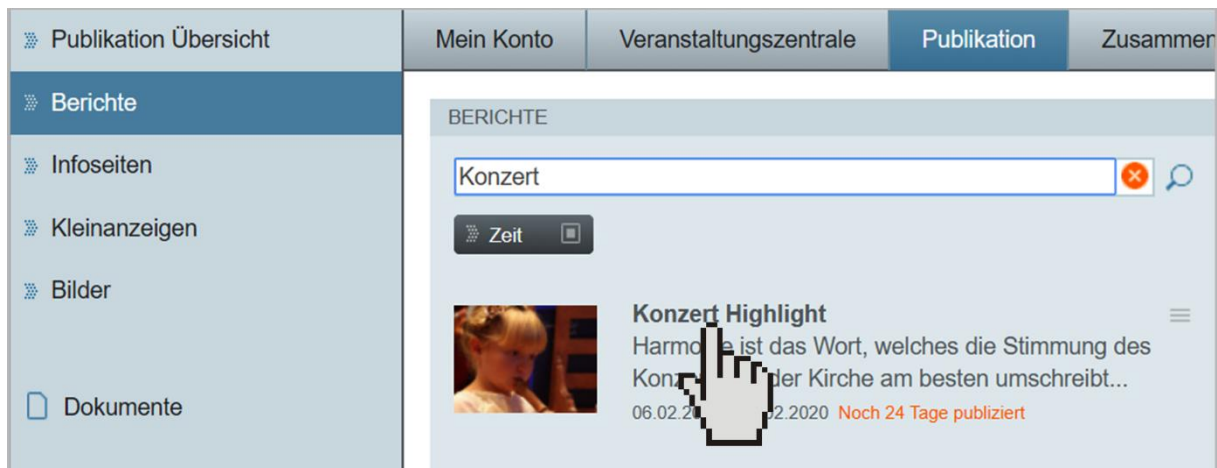 Publikation Übersicht
Berichte
Infoseiten
Kleinanzeigen
Bilder
Dokumente
Mein Konto Veranstaltungszentrale Publikation Zusammen
BERICHTE
Konzert
Zeit
Konzert Highlight
ist das Wort, welches die Stimmung des
der Kirche am besten umschreibt...
2020 Noch 24 Tage publiziert